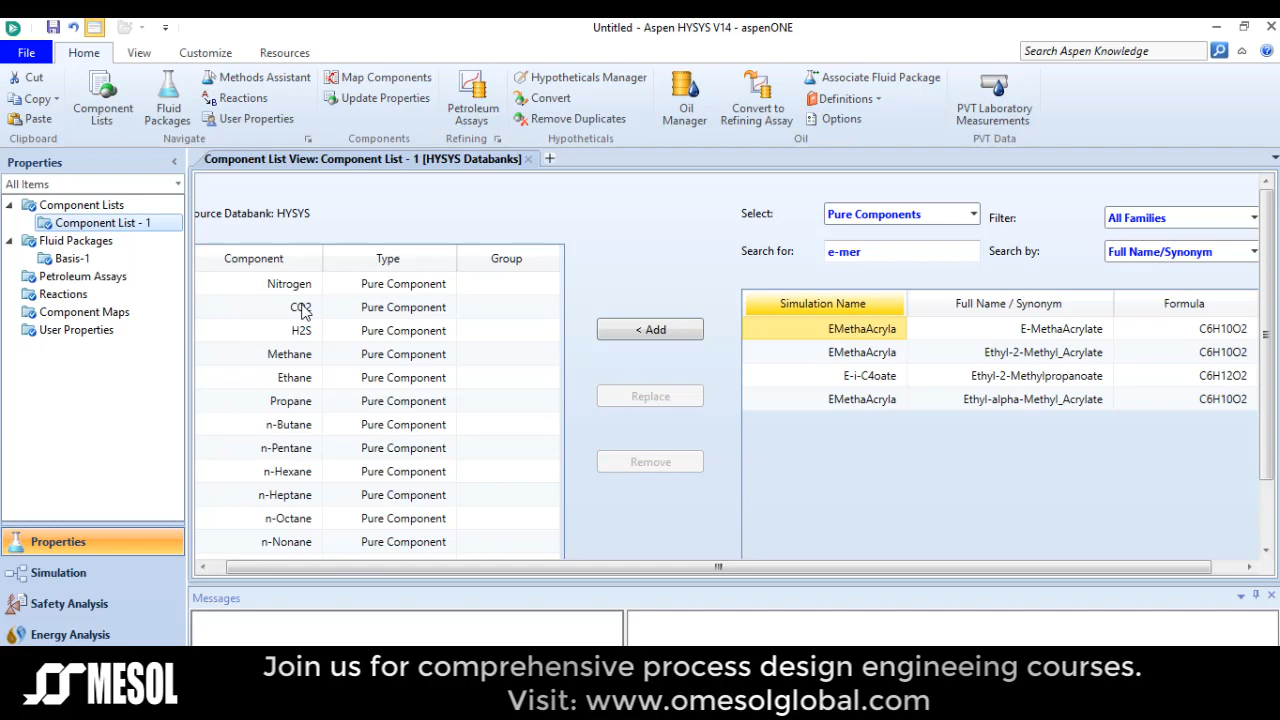 Untitled - Aspen HYSYS V14 - aspenONE
File
Home
View
Customize
Resources
Search Aspen Knowledge
Cut
Copy
Paste
Clipboard
Component Lists
Fluid Packages
Methods Assistant
Reactions
User Properties
Navigate
Map Components
Update Properties
Components
Petroleum Assays
Refining
Hypotheticals Manager
Convert
Remove Duplicates
Hypotheticals
Oil Manager
Convert to Refining Assay
Associate Fluid Package
Definitions
Options
Oil
PVT Laboratory Measurements
PVT Data
Properties
All Items
Component Lists
Component List - 1
Fluid Packages
Basis-1
Petroleum Assays
Reactions
Component Maps
User Properties
Properties
Simulation
Safety Analysis
Energy Analysis
Component List View: Component List - 1 [HYSYS Databanks]
ource Databank: HYSYS
Component Type Group
Nitrogen Pure Component
CO2 Pure Component
H2S Pure Component
Methane Pure Component
Ethane Pure Component
Propane Pure Component
n-Butane Pure Component
n-Pentane Pure Component
n-Hexane Pure Component
n-Heptane Pure Component
n-Octane Pure Component
n-Nonane Pure Component
< Add
Replace
Remove
Select: Pure Components Filter: All Families
Search for: e-mer Search by: Full Name/Synonym
Simulation Name Full Name / Synonym Formula
EMethaAcryla E-MethaAcrylate C6H10O2
EMethaAcryla Ethyl-2-Methyl_Acrylate C6H10O2
E-i-C4oate Ethyl-2-Methylpropanoate C6H12O2
EMethaAcryla Ethyl-alpha-Methyl_Acrylate C6H10O2
Messages
OMESOL
Join us for comprehensive process design engineeing courses.
Visit: www.omesolglobal.com